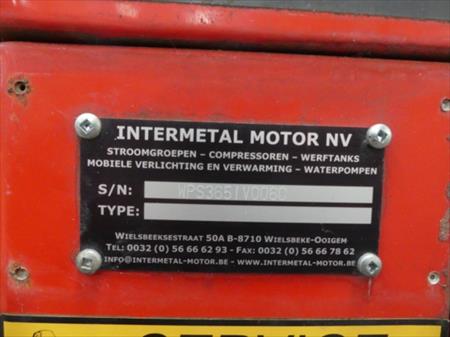 INTERMETAL MOTOR NV
STROOMGROEPEN – COMPRESSOREN – WERFTANKS
MOBIELE VERLICHTING EN VERWARMING – WATERPOMPEN
S/N:
TYPE:
WIELSBEEKSESTRAAT 50A B-8710 WIELSBEKE-OOIGEM
TEL: 0032 (0) 56 66 62 93 - FAX: 0032 (0) 56 66 78 62
INFO@INTERMETAL-MOTOR.BE - WWW.INTERMETAL-MOTOR.BE
SERVICE